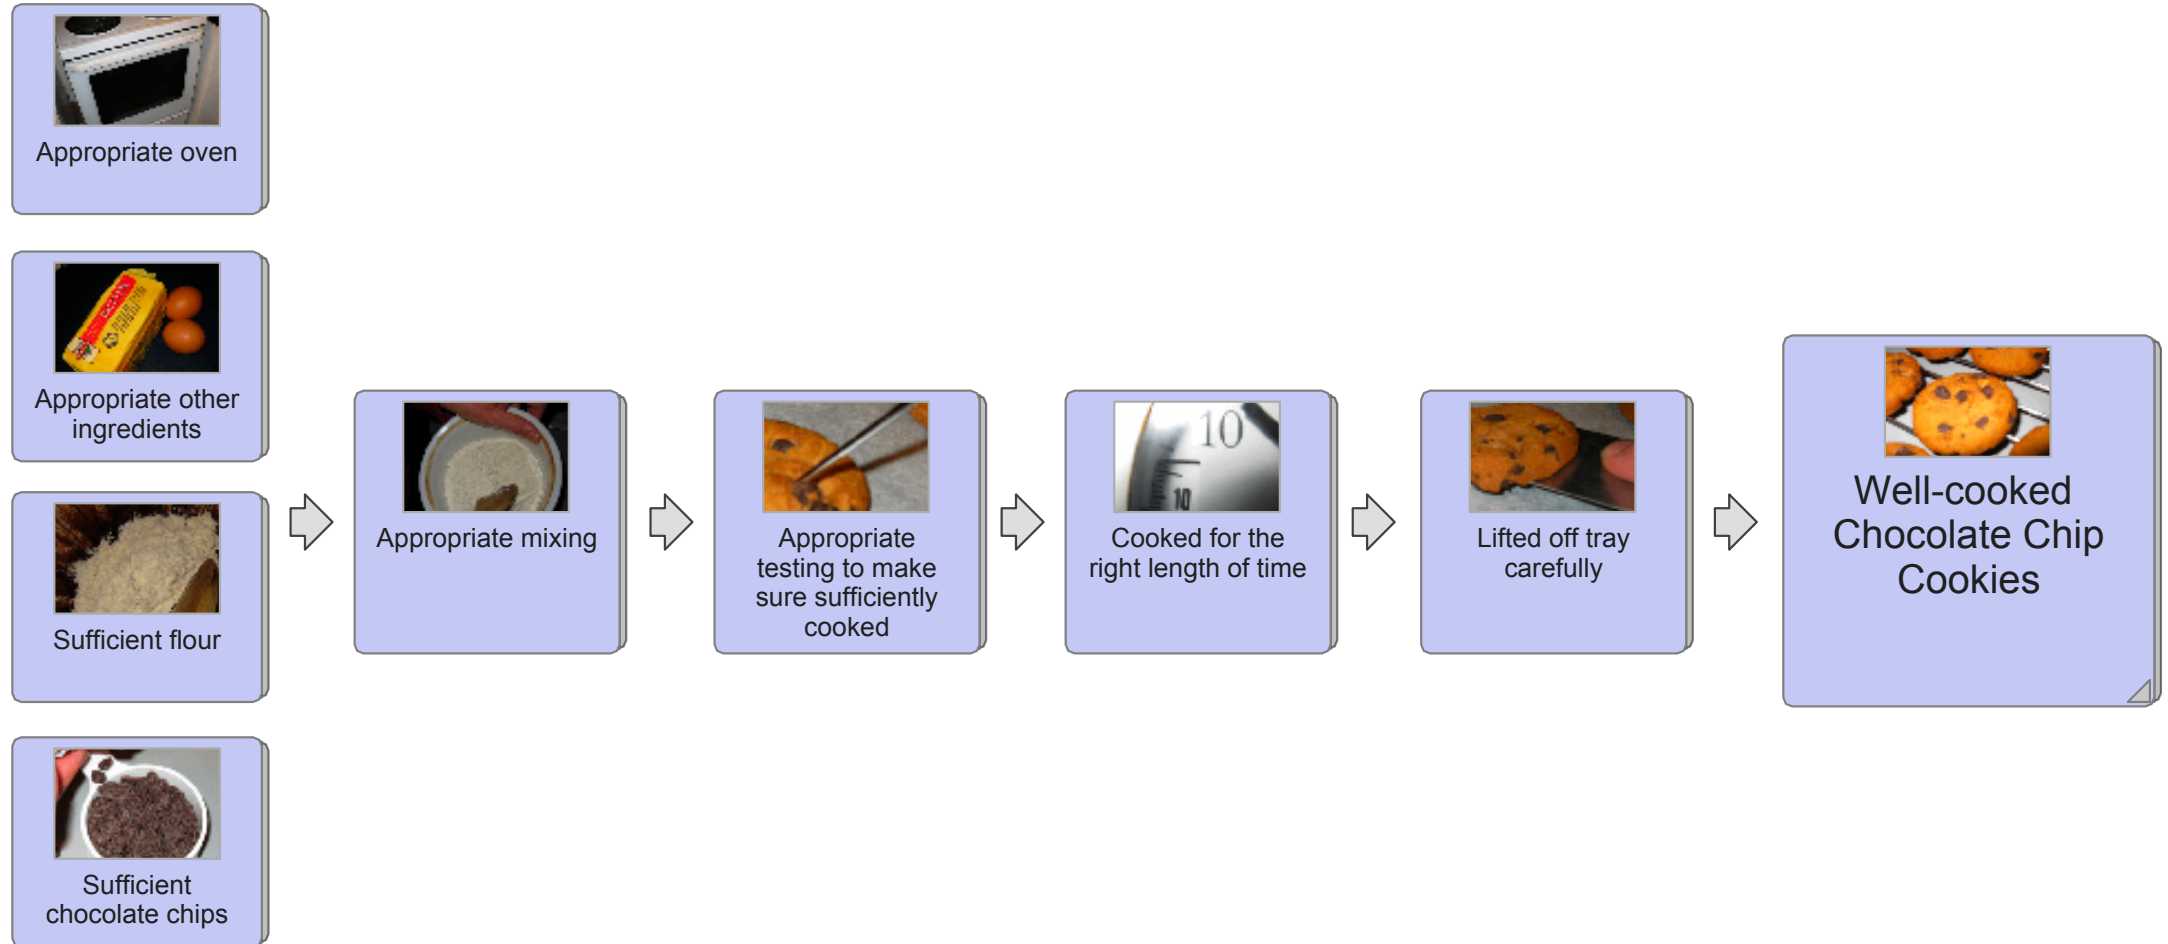 Appropriate oven
Appropriate other
ingredients
Sufficient flour
Sufficient
chocolate chips
Appropriate mixing
Appropriate
testing to make
sure sufficiently
cooked
10
10
Cooked for the
right length of time
Lifted off tray
carefully
Well-cooked
Chocolate Chip
Cookies